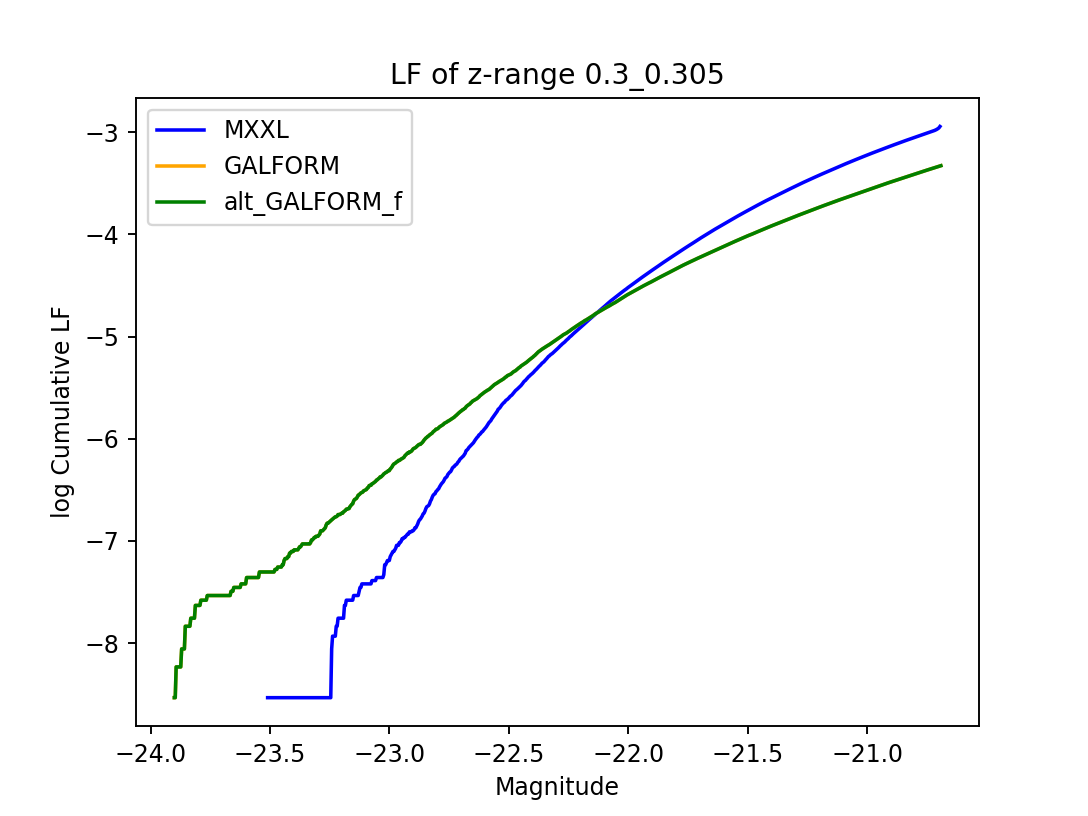 LF of z-range 0.3_0.305
MXXL
GALFORM
alt_GALFORM_f
−3
−4
−5
−6
−7
−8
log Cumulative LF
−24.0 −23.5 −23.0 −22.5 −22.0 −21.5 −21.0
Magnitude